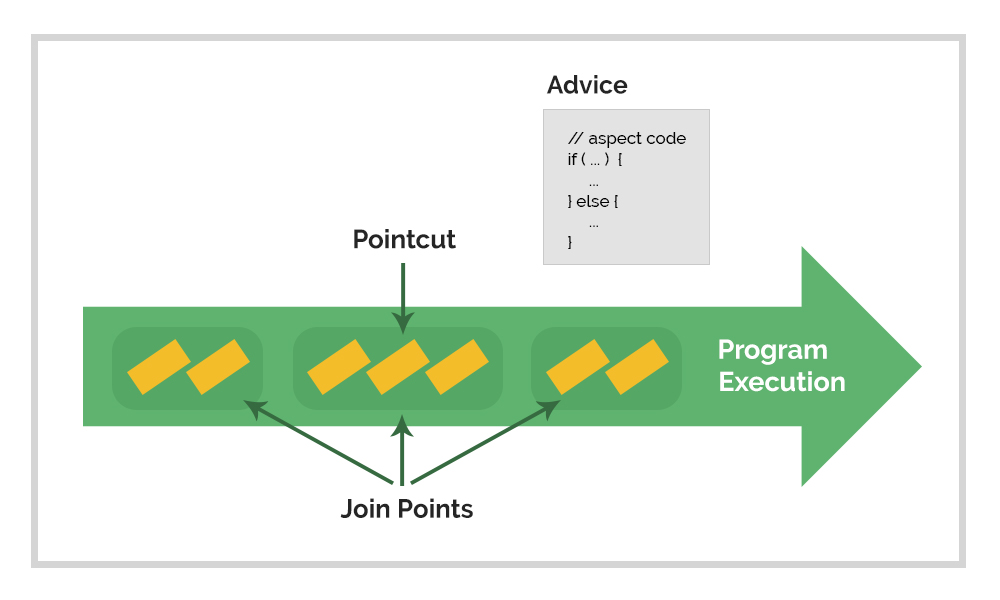 Advice
// aspect code
if ( ... ) {
...
} else {
...
}
Pointcut
Program
Execution
Join Points